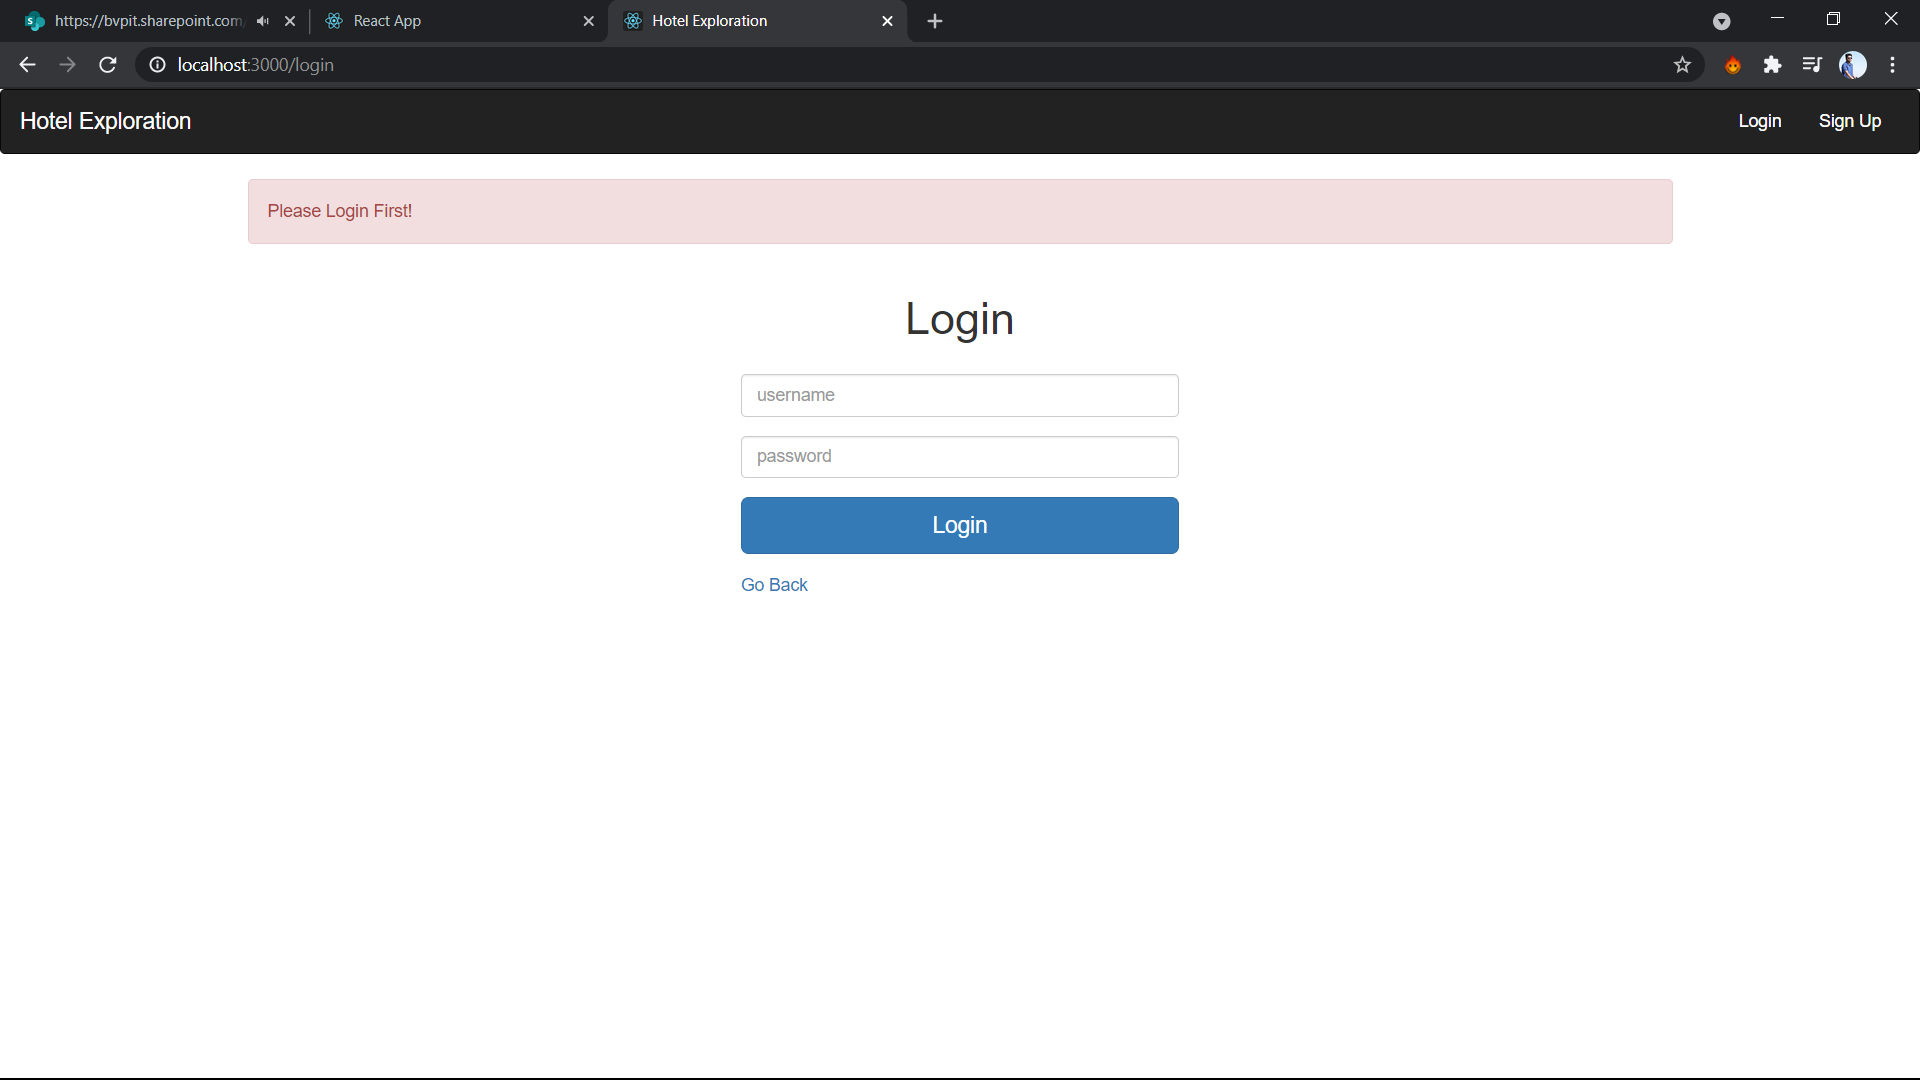 https://bvpit.sharepoint.com/
React App
Hotel Exploration
localhost:3000/login
Hotel Exploration
Login
Sign Up
Please Login First!
Login
username
password
Login
Go Back